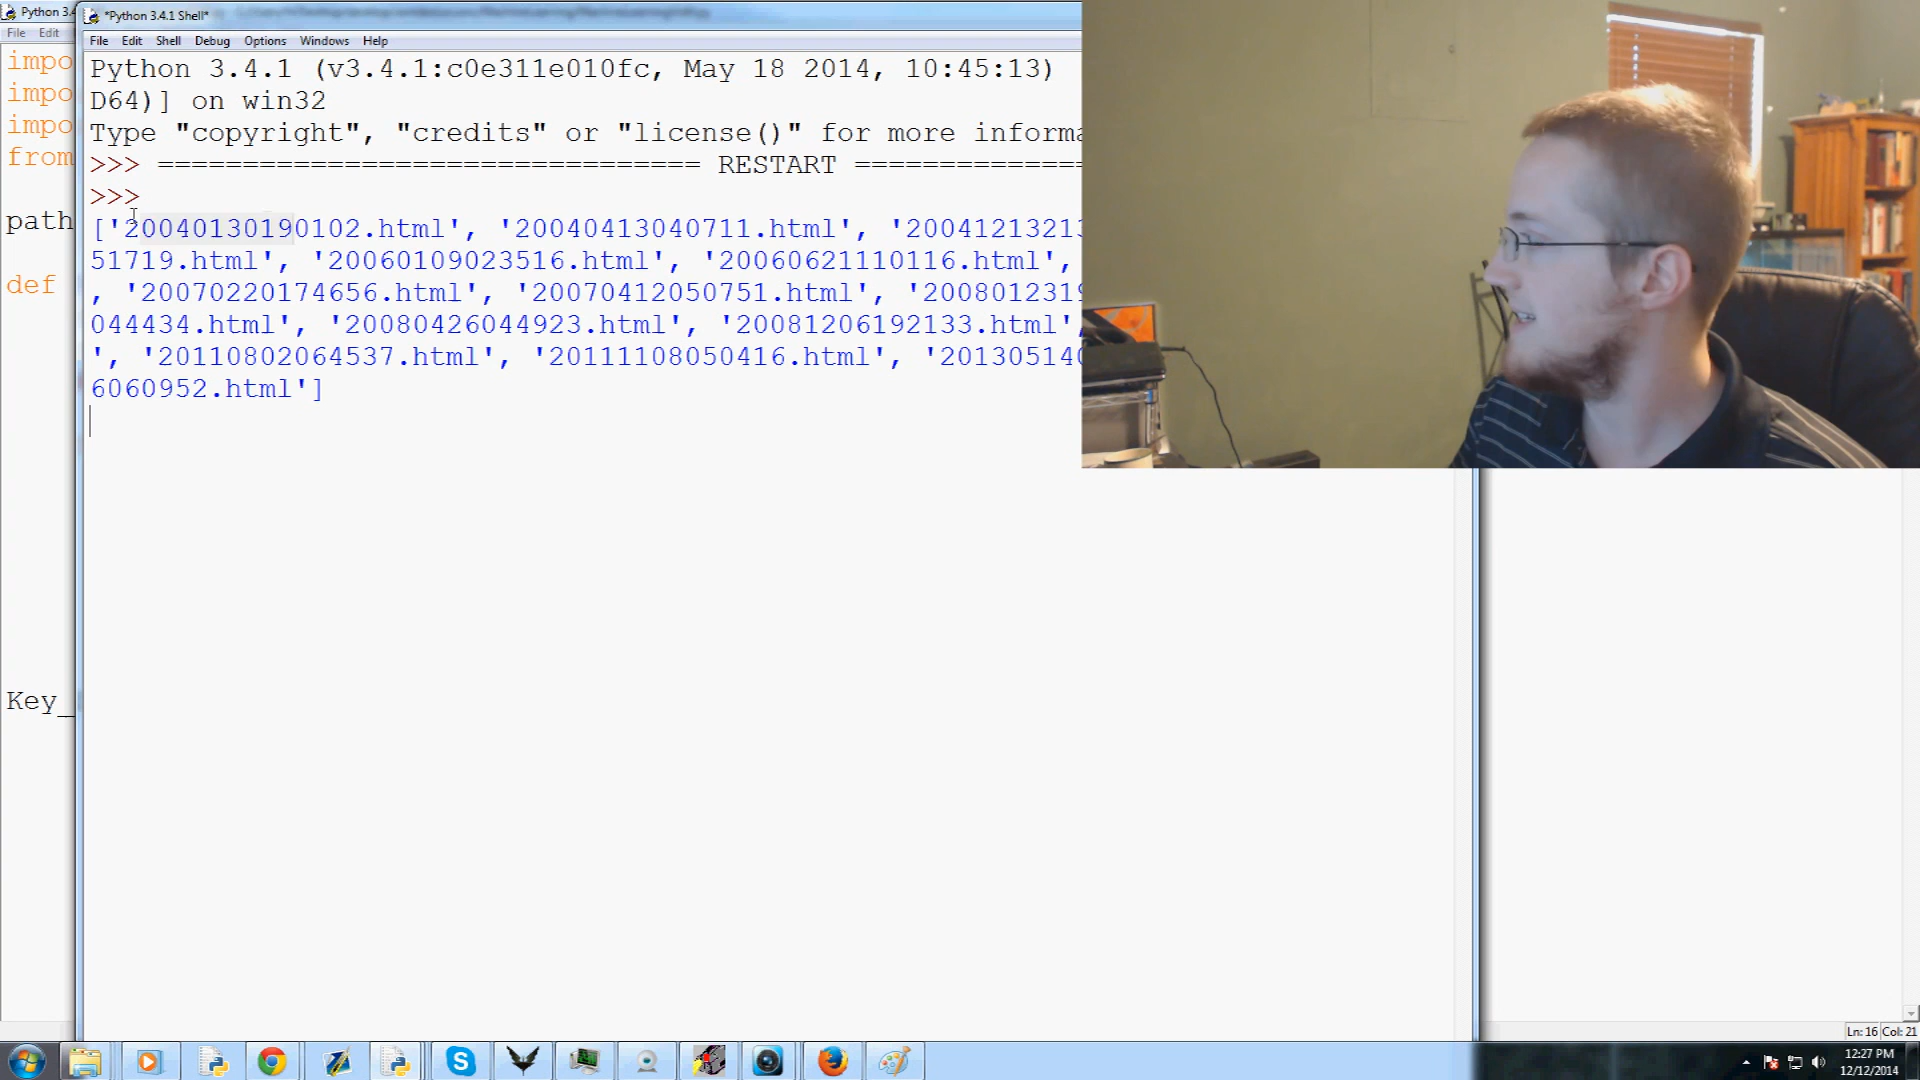 Python 3.4
*Python 3.4.1 Shell*
File Edit
File Edit Shell Debug Options Windows Help
impo
impo
impo
from
path
def
Key_
Python 3.4.1 (v3.4.1:c0e311e010fc, May 18 2014, 10:45:13)
D64)] on win32
Type "copyright", "credits" or "license()" for more informa
>>> ================================ RESTART ==============
>>>
['20040130190102.html', '20040413040711.html', '20041213213
51719.html', '20060109023516.html', '20060621110116.html',
, '20070220174656.html', '20070412050751.html', '2008012319
044434.html', '20080426044923.html', '20081206192133.html',
', '20110802064537.html', '20111108050416.html', '201305140
6060952.html']
Ln: 16 Col: 21
12:27 PM
12/12/2014